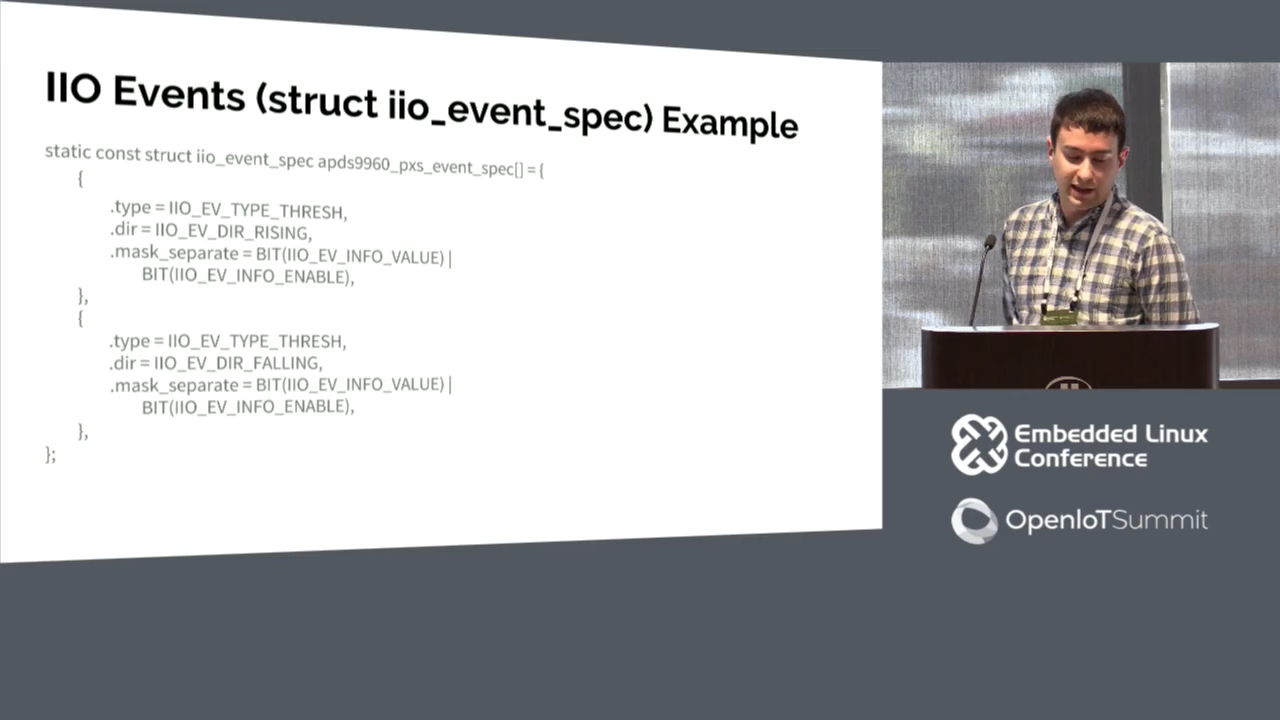 IIO Events (struct iio_event_spec) Example
static const struct iio_event_spec apds9960_pxs_event_spec[] = {
{
.type = IIO_EV_TYPE_THRESH,
.dir = IIO_EV_DIR_RISING,
.mask_separate = BIT(IIO_EV_INFO_VALUE) |
BIT(IIO_EV_INFO_ENABLE),
},
{
.type = IIO_EV_TYPE_THRESH,
.dir = IIO_EV_DIR_FALLING,
.mask_separate = BIT(IIO_EV_INFO_VALUE) |
BIT(IIO_EV_INFO_ENABLE),
},
};
Embedded Linux
Conference
OpenIoTSummit